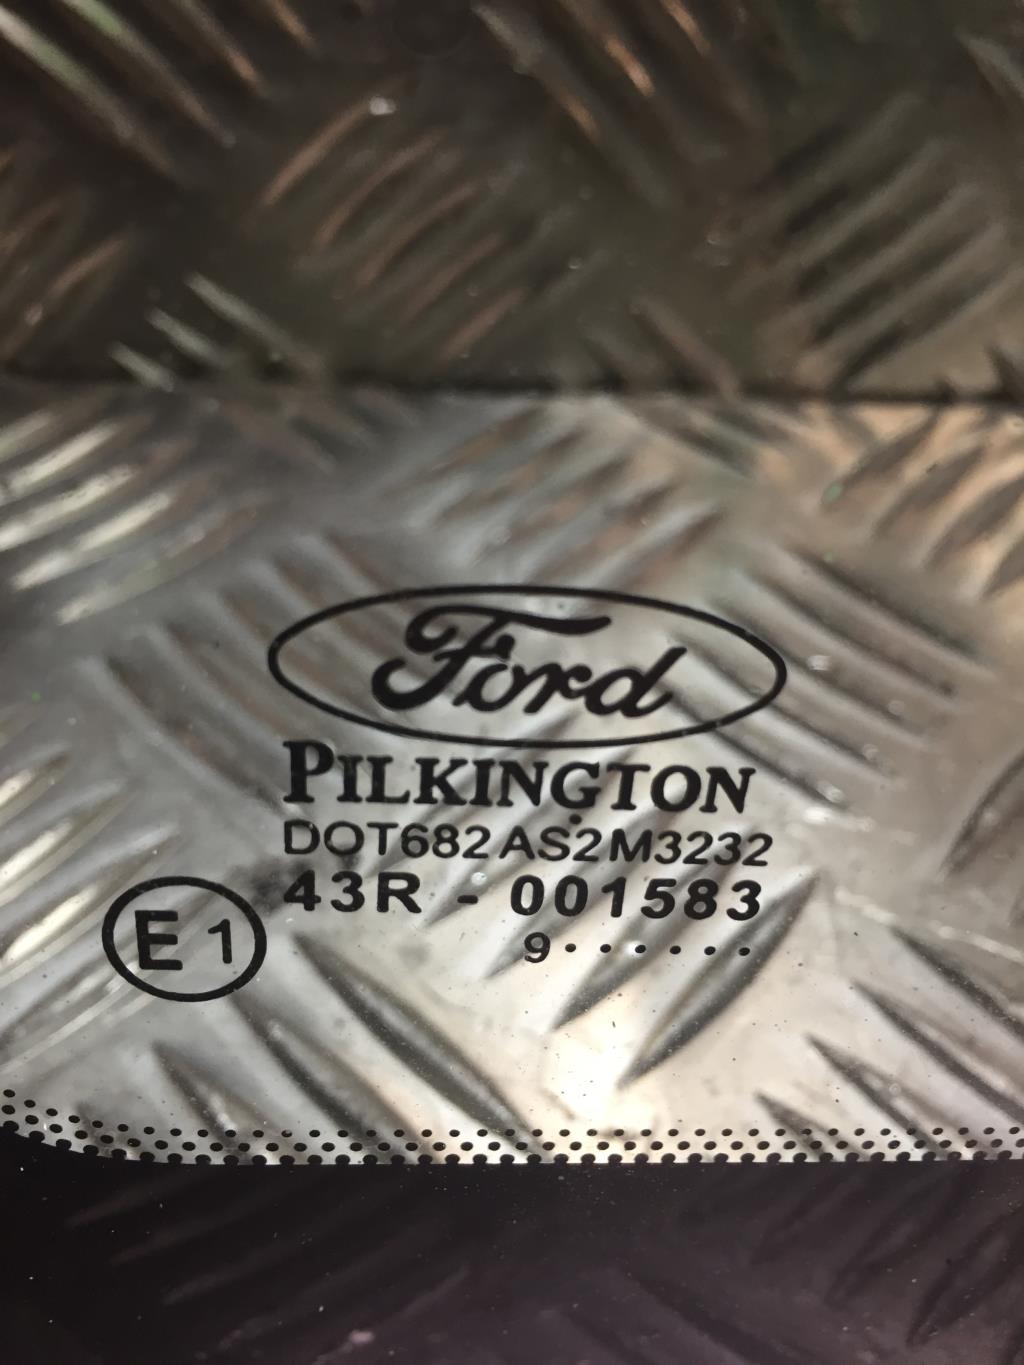 Ford
PILKINGTON
DOT682 AS2 M3232
43R - 001583
E1
9 · · · · · ·